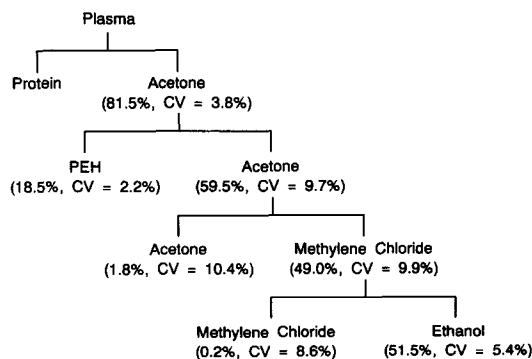 Plasma
Protein
Acetone
(81.5%, CV = 3.8%)
PEH
(18.5%, CV = 2.2%)
Acetone
(59.5%, CV = 9.7%)
Acetone
(1.8%, CV = 10.4%)
Methylene Chloride
(49.0%, CV = 9.9%)
Methylene Chloride
(0.2%, CV = 8.6%)
Ethanol
(51.5%, CV = 5.4%)